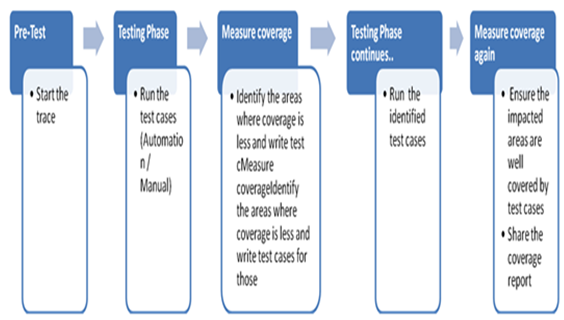 Pre-Test
• Start the
trace
Testing Phase
• Run the
test cases
(Automatio
n /
Manual)
Measure coverage
• Identify the areas
where coverage is
less and write test
cMeasure
coverageIdentify
the areas where
coverage is less and
write test cases for
those
Testing Phase
continues..
• Run the
identified
test cases
Measure coverage
again
• Ensure the
impacted
areas are
well
covered by
test cases
• Share the
coverage
report